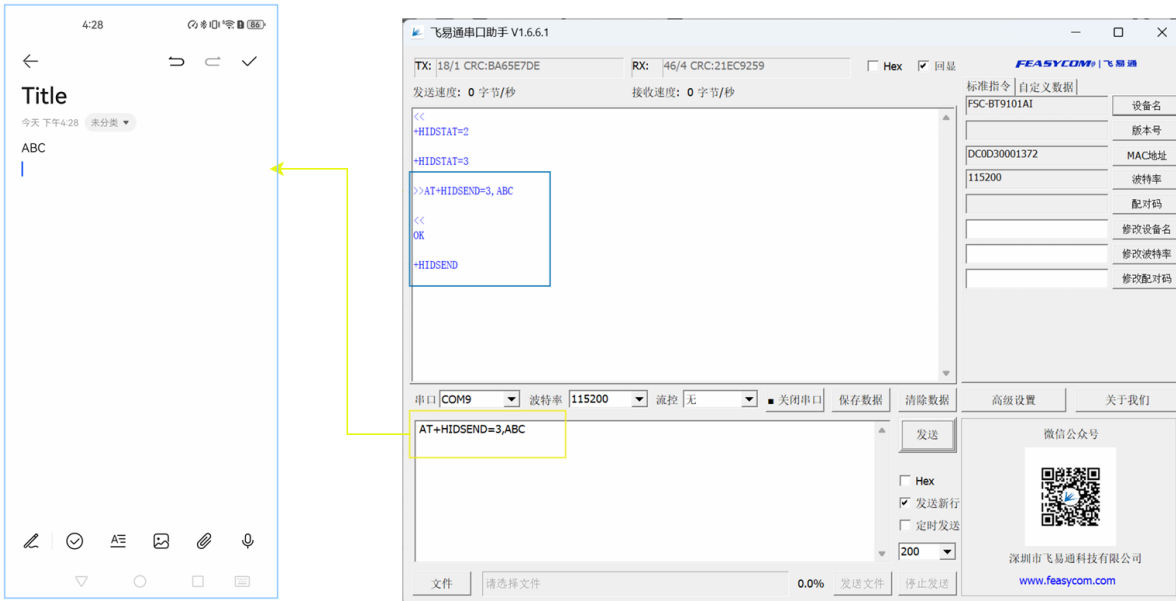 4:28
86
Title
今天 下午4:28 未分类
ABC
飞易通串口助手 V1.6.6.1
TX: 18/1 CRC:BA65E7DE RX: 46/4 CRC:21EC9259 Hex 回显
FEASYCOM | 飞易通
发送速度: 0 字节/秒 接收速度: 0 字节/秒
标准指令 自定义数据
<<
+HIDSTAT=2
+HIDSTAT=3
>>AT+HIDSEND=3,ABC
<<
OK
+HIDSEND
FSC-BT9101AI 设备名
版本号
DC0D30001372 MAC地址
115200 波特率
配对码
修改设备名
修改波特率
修改配对码
串口 COM9 波特率 115200 流控 无 关闭串口 保存数据 清除数据 高级设置 关于我们
AT+HIDSEND=3,ABC
发送
Hex
发送新行
定时发送
200
微信公众号
深圳市飞易通科技有限公司
www.feasycom.com
文件 请选择文件 0.0% 发送文件 停止发送